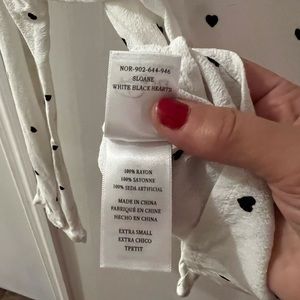 NOR-902-644-946
SLOANE
WHITE BLACK HEARTS
100% RAYON
100% SAYONNE
100% SEDA ARTIFICIAL
MADE IN CHINA
FABRIQUÉ EN CHINE
HECHO EN CHINA
EXTRA SMALL
EXTRA CHICO
TPETIT